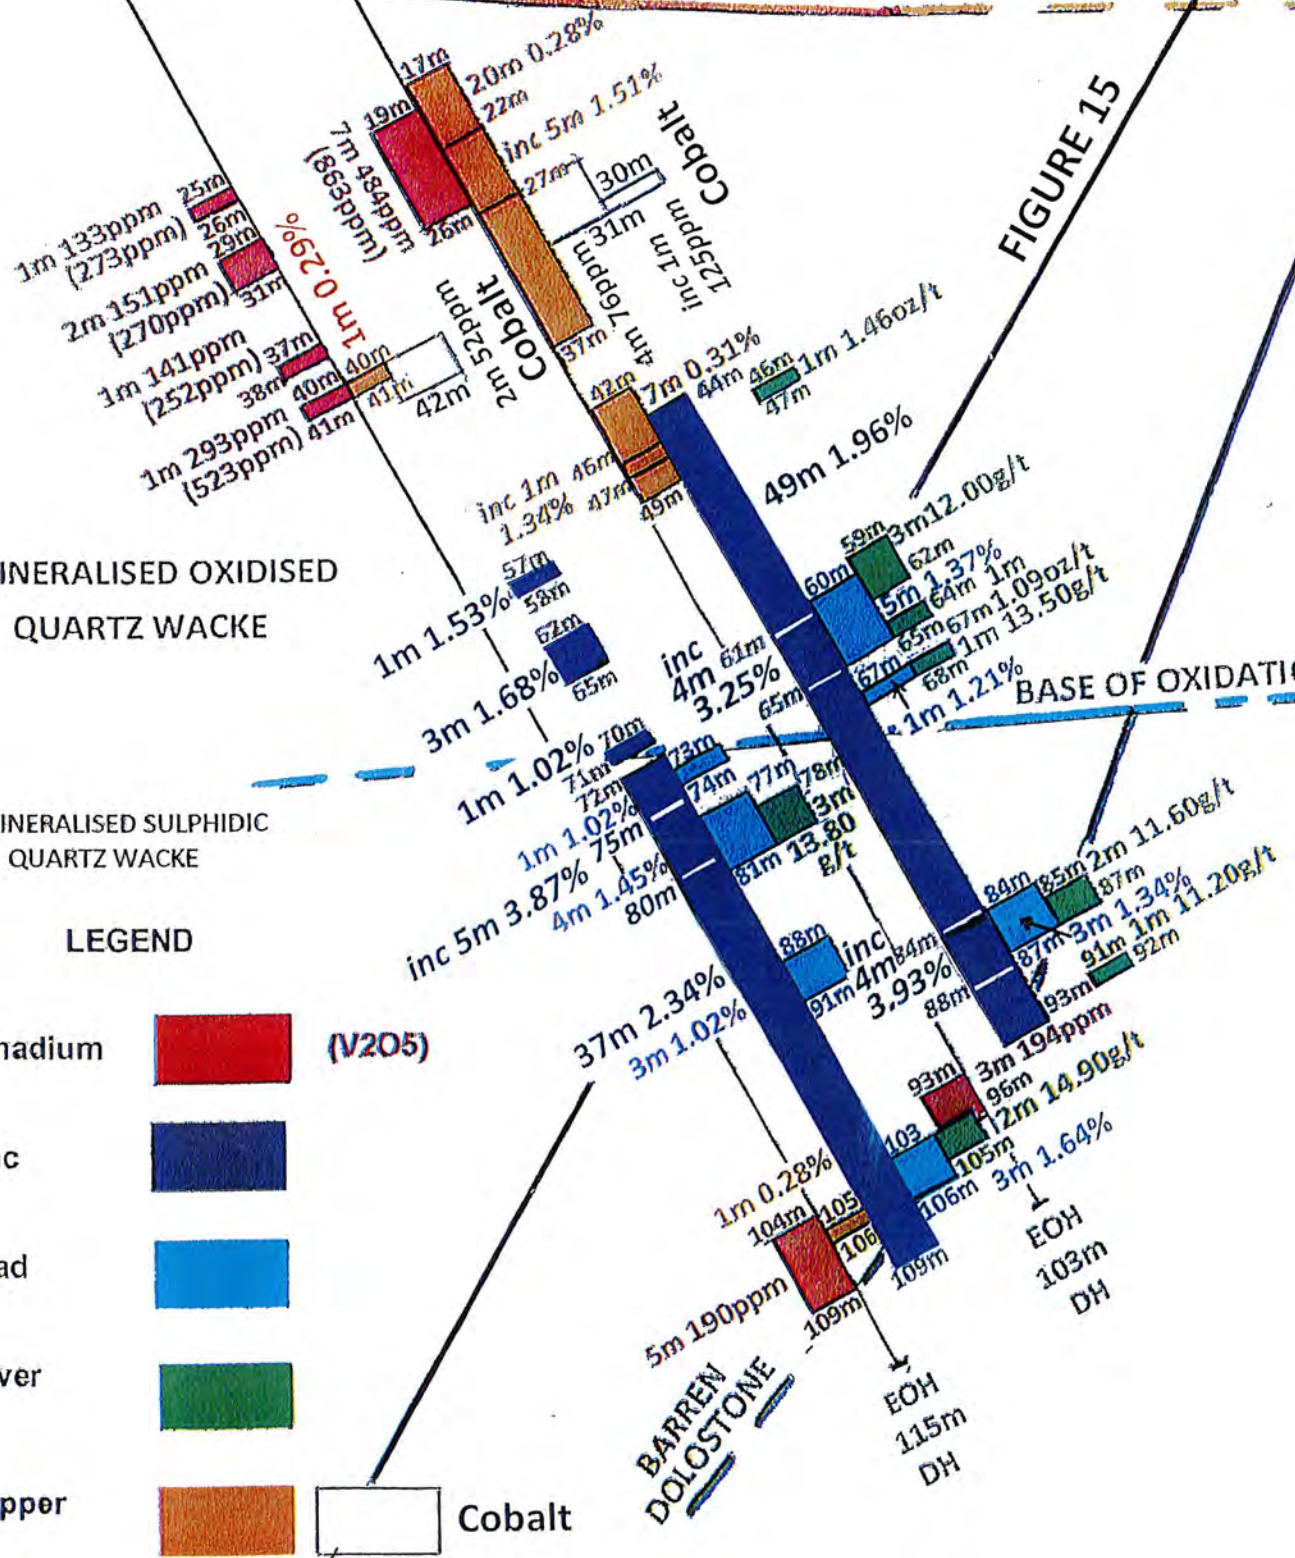 17m
20m 0.28%
19m
22m
7m 484ppm
(863ppm)
inc 5m 1.51%
26m
27m
30m
31m
Cobalt
inc 1m
125ppm
4m 76ppm
37m
FIGURE 15
25m
1m 133ppm
(273ppm)
26m
29m
2m 151ppm
(270ppm)
31m
1m 0.29%
1m 141ppm
(252ppm)
37m
38m
40m
40m
41m
1m 293ppm
(523ppm)
41m
42m
2m 52ppm
Cobalt
42m
7m 0.31%
44m
46m
1m 1.46oz/t
47m
49m 1.96%
inc 1m
1.34%
46m
47m
49m
INERALISED OXIDISED
QUARTZ WACKE
57m
1m 1.53%
58m
62m
3m 1.68%
65m
59m
3m12.00g/t
62m
60m
5m 1.37%
64m
1m
1.09oz/t
65m
67m
1m 13.50g/t
67m
68m
1m 1.21%
inc
4m
3.25%
61m
65m
BASE OF OXIDATI
70m
1m 1.02%
71m
72m
73m
74m
1m 1.02%
75m
inc 5m 3.87%
77m
78m
3m
13.80
g/t
81m
4m 1.45%
80m
INERALISED SULPHIDIC
QUARTZ WACKE
84m
85m
2m 11.60g/t
87m
87m
3m 1.34%
91m
1m 11.20g/t
92m
93m
88m
91m
inc
4m
3.93%
84m
88m
37m 2.34%
3m 1.02%
93m
3m 194ppm
96m
2m 14.90g/t
103
105m
106m
3m 1.64%
1m 0.28%
104m
105
106
109m
109m
5m 190ppm
EOH
103m
DH
EOH
115m
DH
BARREN
DOLOSTONE
LEGEND
nadium
(V2O5)
c
ad
ver
pper
Cobalt